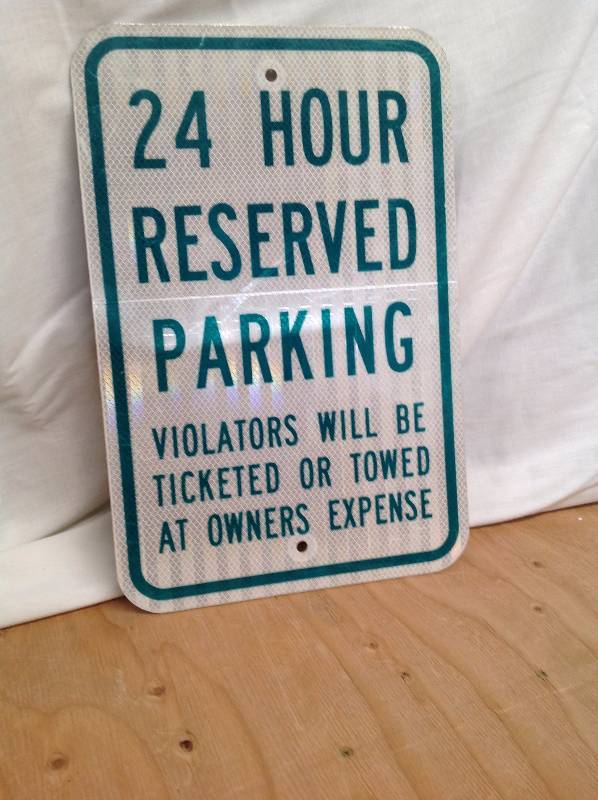 24 HOUR
RESERVED
PARKING
VIOLATORS WILL BE
TICKETED OR TOWED
AT OWNERS EXPENSE